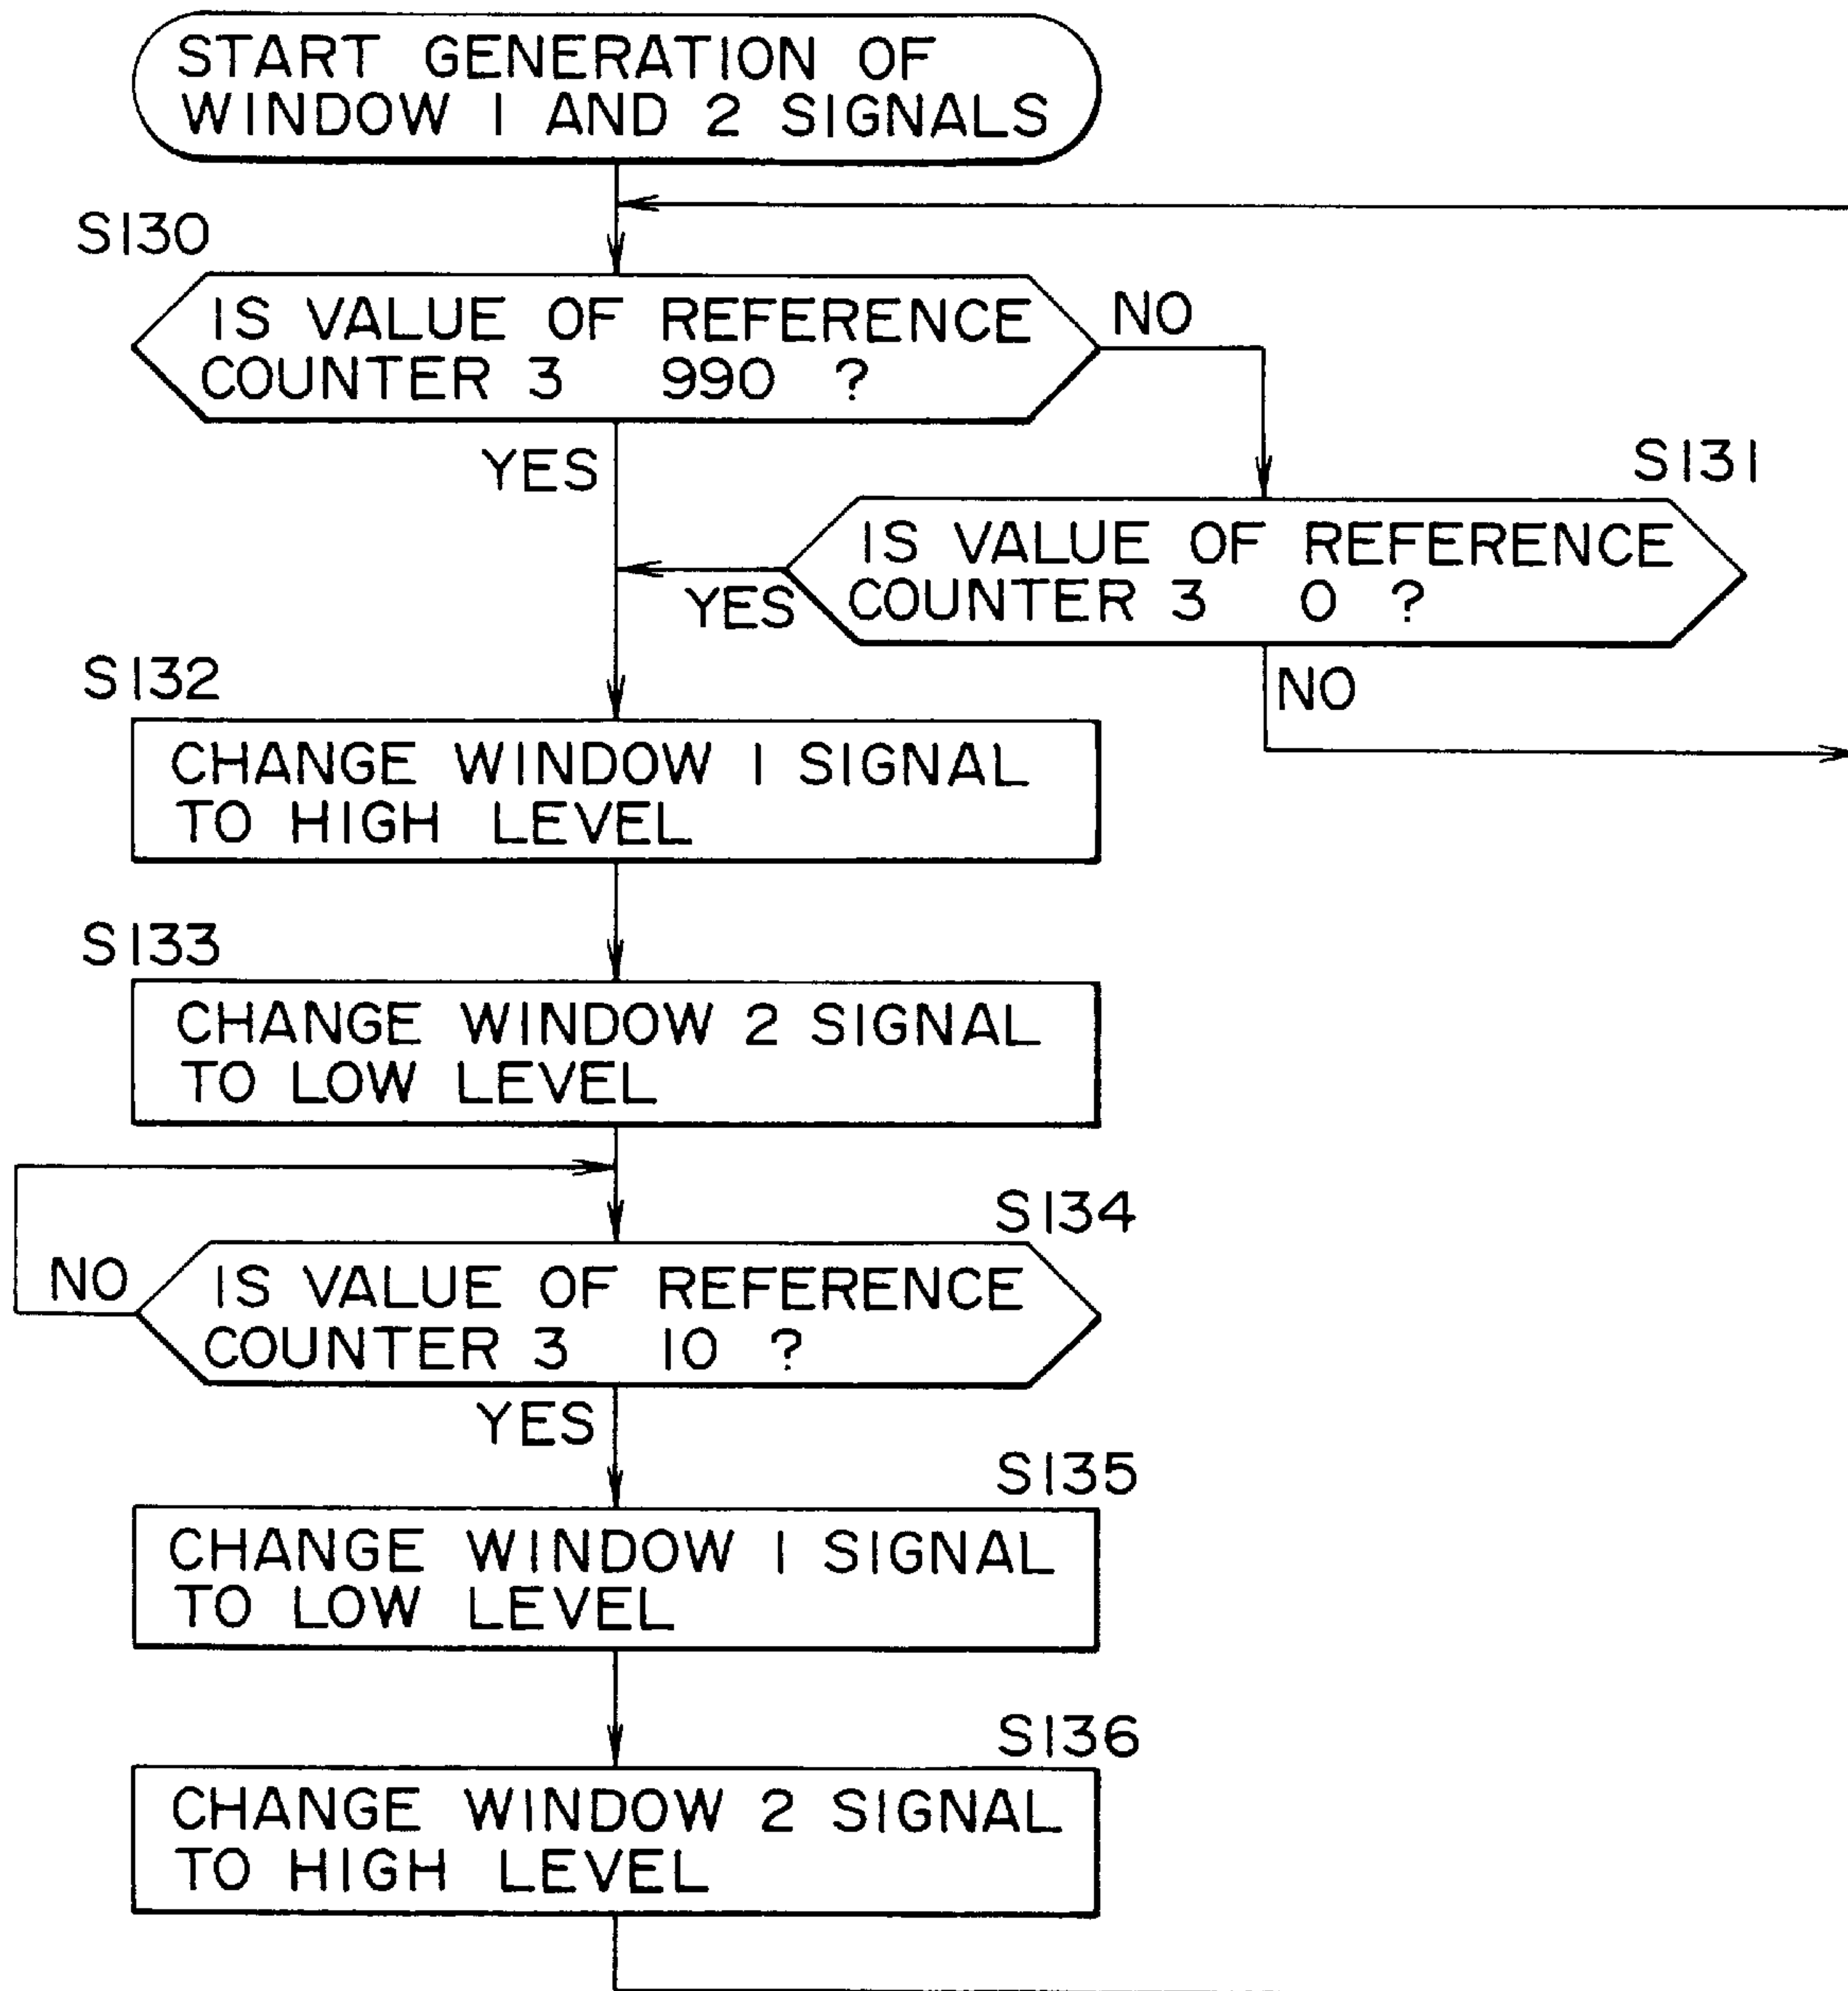 START GENERATION OF
WINDOW 1 AND 2 SIGNALS
S130
IS VALUE OF REFERENCE
COUNTER 3 990 ?
NO
YES
S131
IS VALUE OF REFERENCE
COUNTER 3 0 ?
YES
NO
S132
CHANGE WINDOW 1 SIGNAL
TO HIGH LEVEL
S133
CHANGE WINDOW 2 SIGNAL
TO LOW LEVEL
S134
NO
IS VALUE OF REFERENCE
COUNTER 3 10 ?
YES
S135
CHANGE WINDOW 1 SIGNAL
TO LOW LEVEL
S136
CHANGE WINDOW 2 SIGNAL
TO HIGH LEVEL